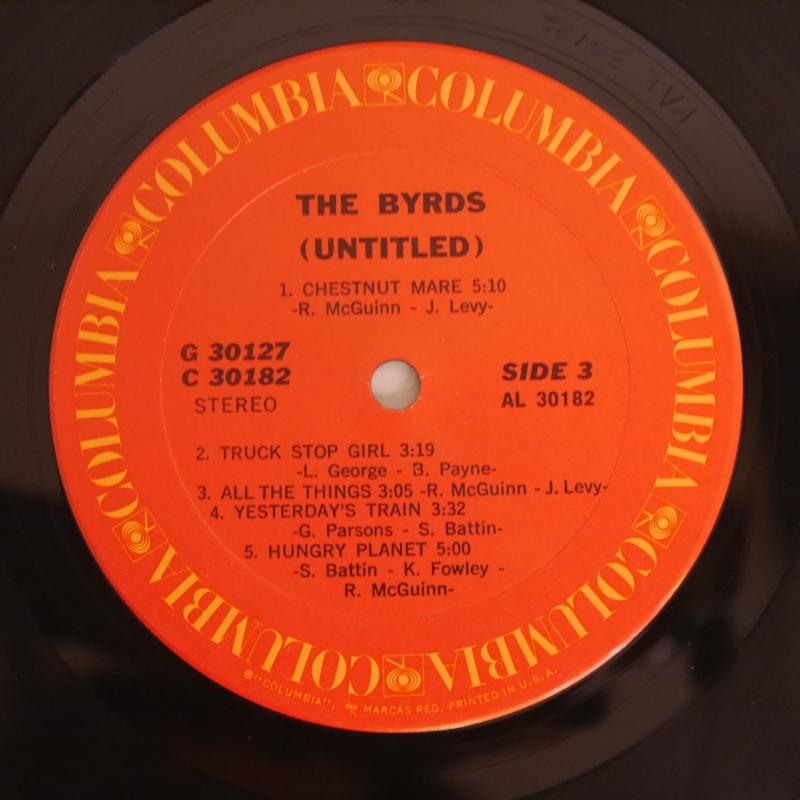 COLUMBIA COLUMBIA COLUMBIA COLUMBIA COLUMBIA COLUMBIA
THE BYRDS
(UNTITLED)
1. CHESTNUT MARE 5:10
-R. McGuinn - J. Levy-
G 30127
C 30182
STEREO
SIDE 3
AL 30182
2. TRUCK STOP GIRL 3:19
-L. George - B. Payne-
3. ALL THE THINGS 3:05 -R. McGuinn - J. Levy-
4. YESTERDAY'S TRAIN 3:32
-G. Parsons - S. Battin-
5. HUNGRY PLANET 5:00
-S. Battin - K. Fowley -
R. McGuinn-
®"COLUMBIA", MARCAS REG. PRINTED IN U.S.A.
PAL 30182